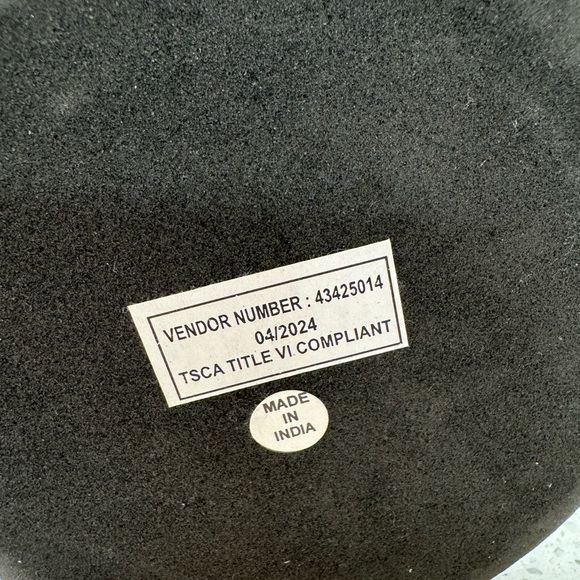 VENDOR NUMBER : 43425014
04/2024
TSCA TITLE VI COMPLIANT
MADE
IN
INDIA